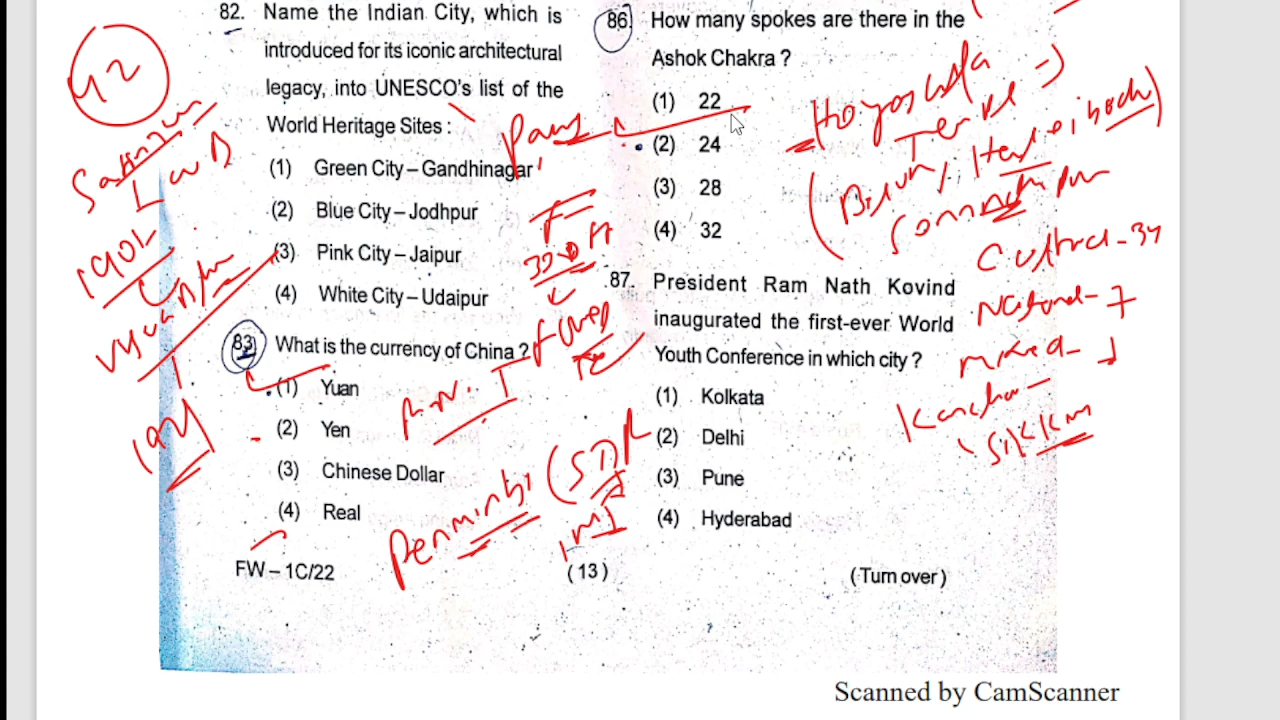 82. Name the Indian City, which is
introduced for its iconic architectural
legacy, into UNESCO's list of the
World Heritage Sites :
(1) Green City – Gandhinagar
(2) Blue City – Jodhpur
(3) Pink City – Jaipur
(4) White City – Udaipur
83. What is the currency of China ?
(1) Yuan
(2) Yen
(3) Chinese Dollar
(4) Real
FW – 1C/22
(13)
86. How many spokes are there in the
Ashok Chakra ?
(1) 22
(2) 24
(3) 28
(4) 32
87. President Ram Nath Kovind
inaugurated the first-ever World
Youth Conference in which city ?
(1) Kolkata
(2) Delhi
(3) Pune
(4) Hyderabad
(Turn over)
42
Paris
Cultural - 34
mixed - 1
Sikkim
Scanned by CamScanner